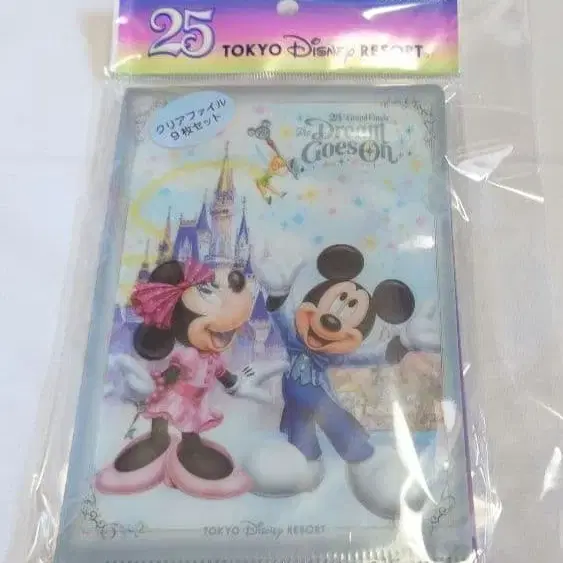 25 TOKYO Disney RESORT
クリアファイル
9枚セット
Grand Finale
The Dream
Goes On
TOKYO Disney RESORT